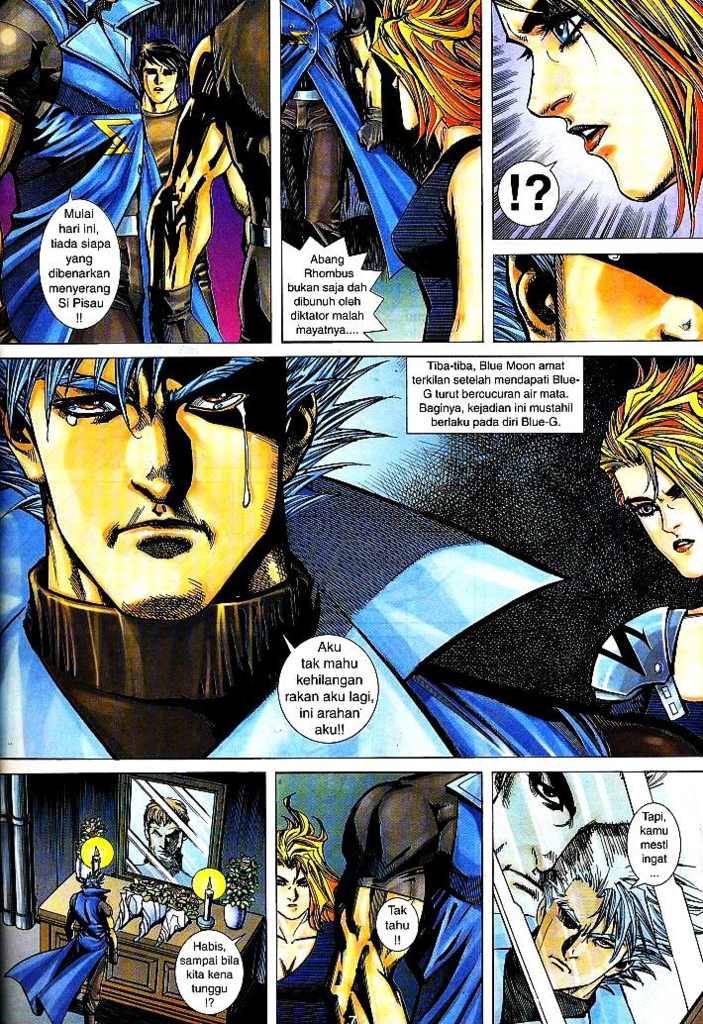 Mulai
hari ini,
tiada siapa
dibenarkan
menyerang
Si Pisau
!!
Abang
Rhombus
bukan saja dah
dibunuh oleh
diktator malah
mayatnya....
!?
Tiba-tiba, Blue Moon amat
terkilan setelah mendapati Blue-
G turut bercucuran air mata.
Baginya, kejadian ini mustahil
berlaku pada diri Blue-G.
Aku
tak mahu
kehilangan
rakan aku lagi,
ini arahan
aku!!
Habis,
sampai bila
kita kena
tunggu
!?
Tak
tahu
!!
Tapi,
kamu
mesti
ingat
...
7